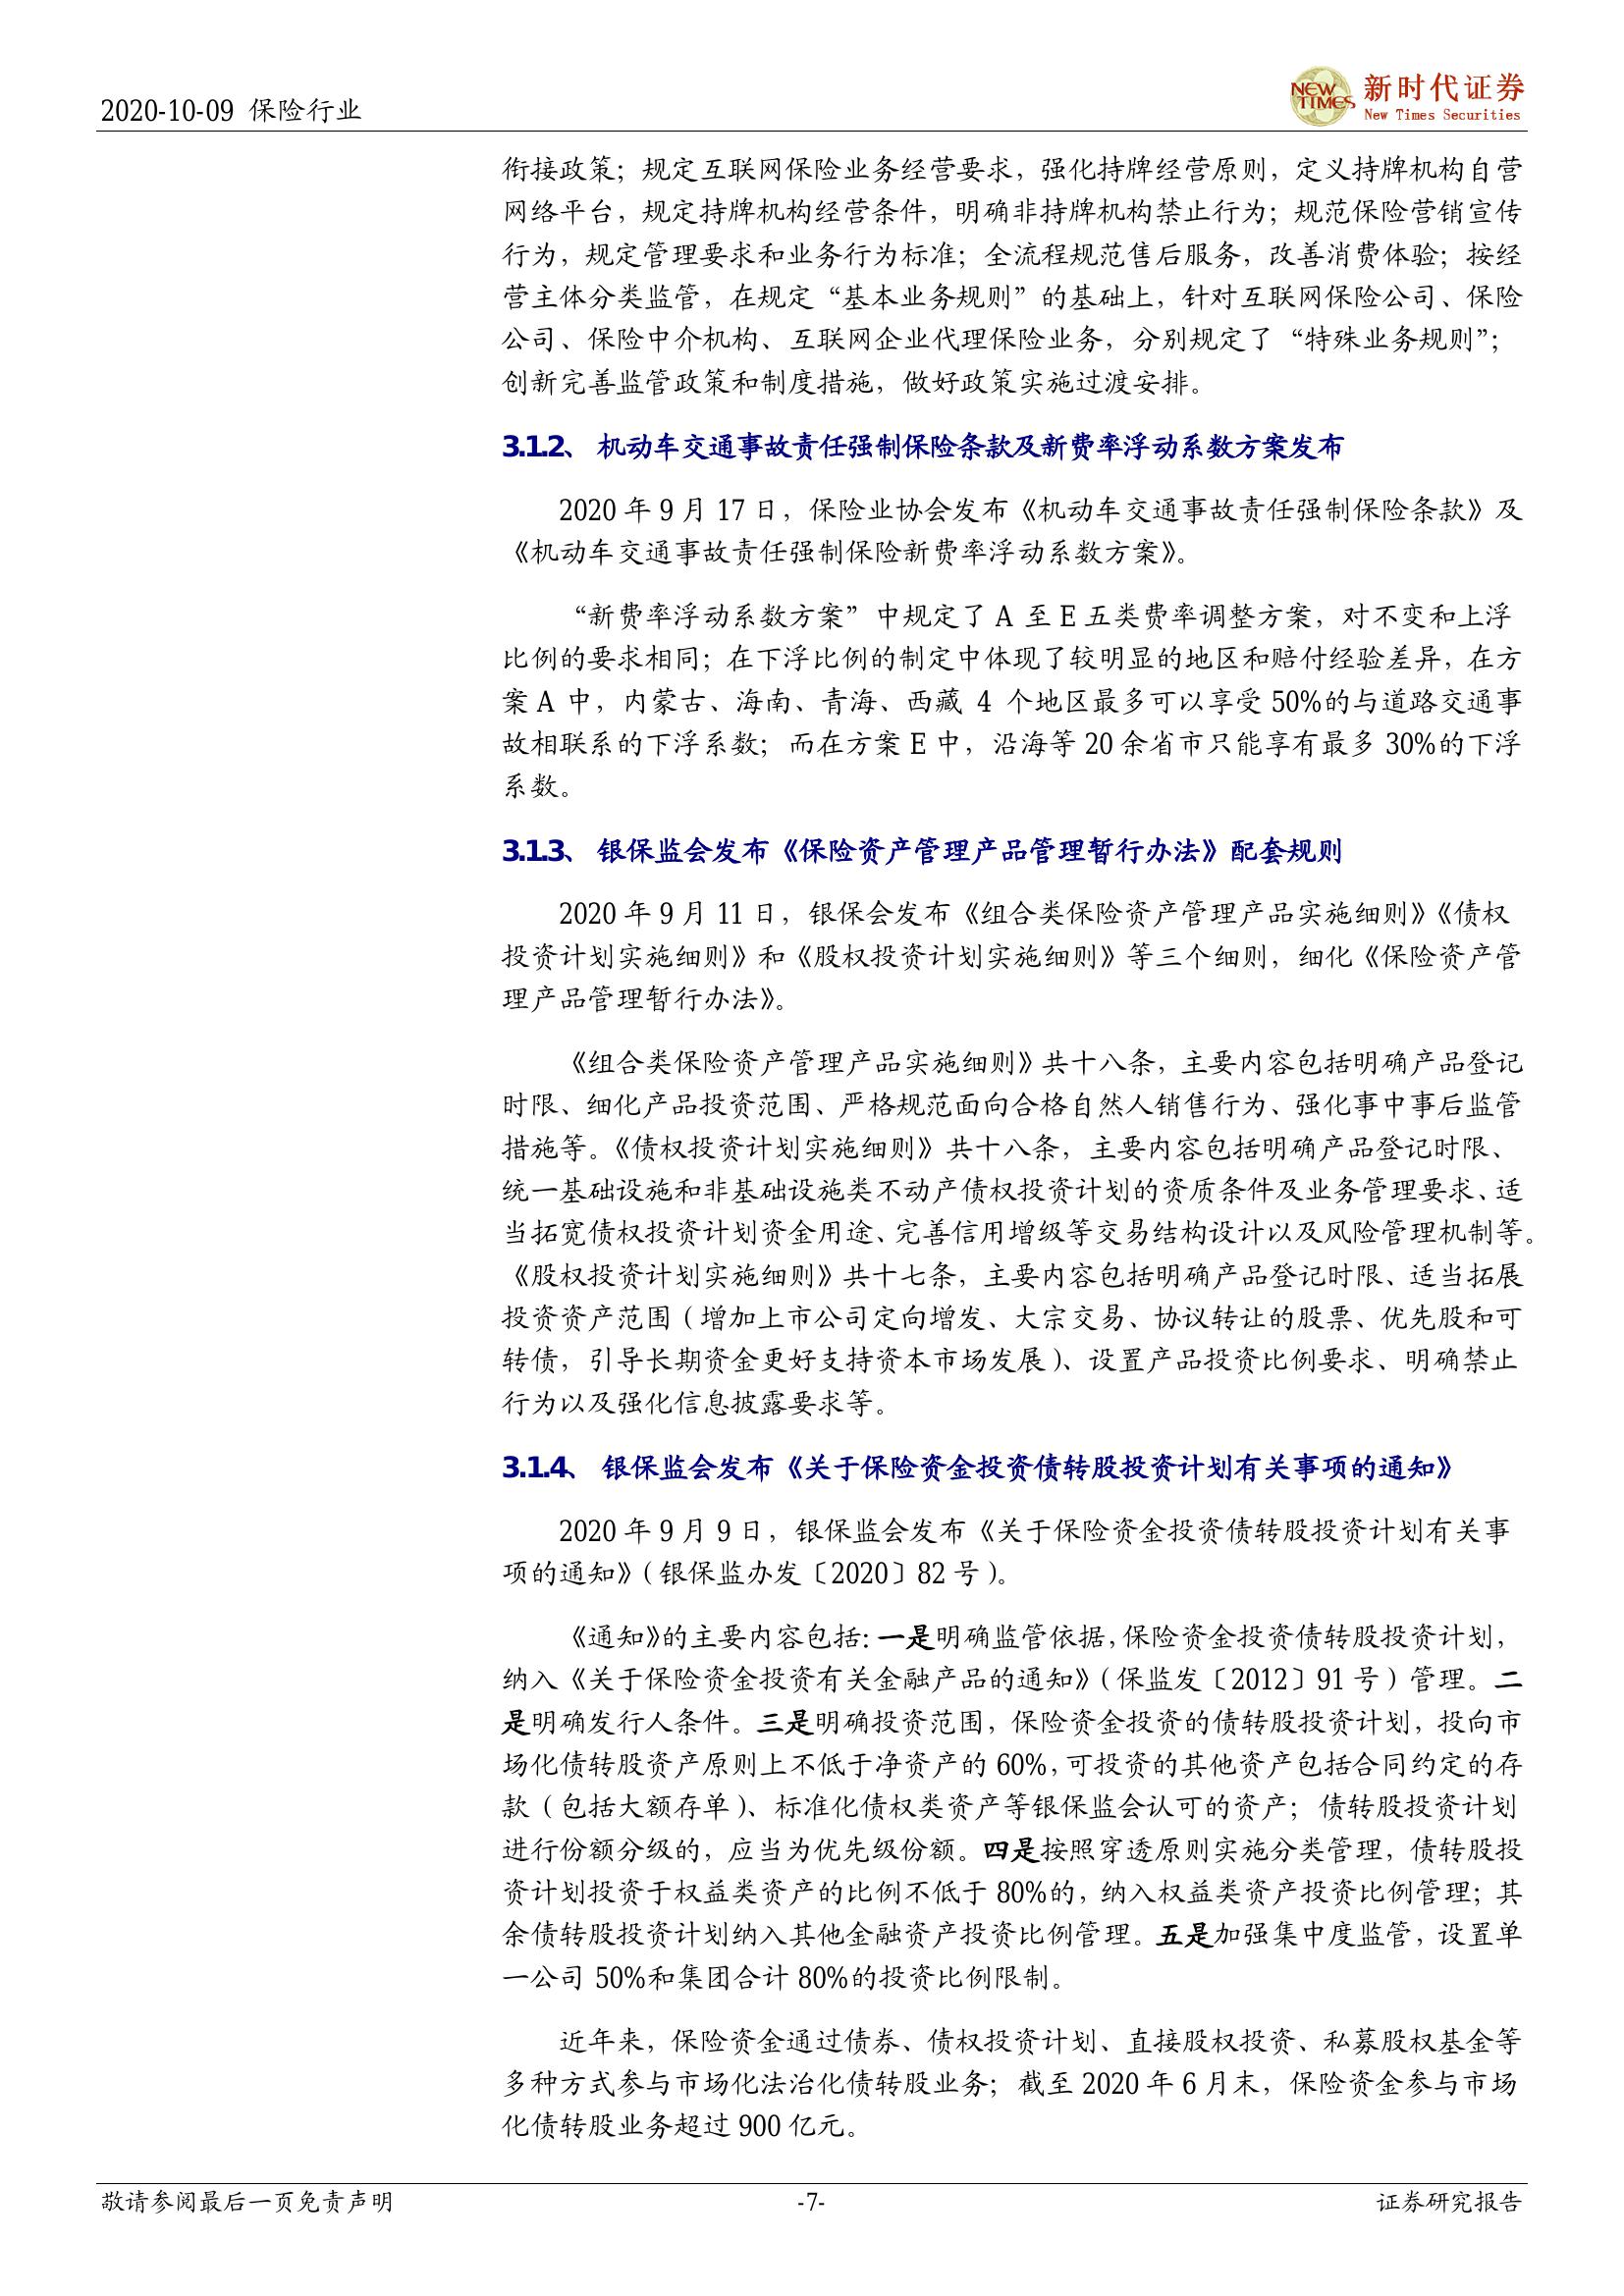 2020-10-09 保险行业
NEW TIMES
新时代证券
New Times Securities
衔接政策；规定互联网保险业务经营要求，强化持牌经营原则，定义持牌机构自营
网络平台，规定持牌机构经营条件，明确非持牌机构禁止行为；规范保险营销宣传
行为，规定管理要求和业务行为标准；全流程规范售后服务，改善消费体验；按经
营主体分类监管，在规定“基本业务规则”的基础上，针对互联网保险公司、保险
公司、保险中介机构、互联网企业代理保险业务，分别规定了“特殊业务规则”；
创新完善监管政策和制度措施，做好政策实施过渡安排。
3.1.2、 机动车交通事故责任强制保险条款及新费率浮动系数方案发布
2020 年 9 月 17 日，保险业协会发布《机动车交通事故责任强制保险条款》及
《机动车交通事故责任强制保险新费率浮动系数方案》。
“新费率浮动系数方案”中规定了 A 至 E 五类费率调整方案，对不变和上浮
比例的要求相同；在下浮比例的制定中体现了较明显的地区和赔付经验差异，在方
案 A 中，内蒙古、海南、青海、西藏 4 个地区最多可以享受 50%的与道路交通事
故相联系的下浮系数；而在方案 E 中，沿海等 20 余省市只能享有最多 30%的下浮
系数。
3.1.3、 银保监会发布《保险资产管理产品管理暂行办法》配套规则
2020 年 9 月 11 日，银保会发布《组合类保险资产管理产品实施细则》《债权
投资计划实施细则》和《股权投资计划实施细则》等三个细则，细化《保险资产管
理产品管理暂行办法》。
《组合类保险资产管理产品实施细则》共十八条，主要内容包括明确产品登记
时限、细化产品投资范围、严格规范面向合格自然人销售行为、强化事中事后监管
措施等。《债权投资计划实施细则》共十八条，主要内容包括明确产品登记时限、
统一基础设施和非基础设施类不动产债权投资计划的资质条件及业务管理要求、适
当拓宽债权投资计划资金用途、完善信用增级等交易结构设计以及风险管理机制等。
《股权投资计划实施细则》共十七条，主要内容包括明确产品登记时限、适当拓展
投资资产范围（增加上市公司定向增发、大宗交易、协议转让的股票、优先股和可
转债，引导长期资金更好支持资本市场发展）、设置产品投资比例要求、明确禁止
行为以及强化信息披露要求等。
3.1.4、 银保监会发布《关于保险资金投资债转股投资计划有关事项的通知》
2020 年 9 月 9 日，银保监会发布《关于保险资金投资债转股投资计划有关事
项的通知》（银保监办发〔2020〕82 号）。
《通知》的主要内容包括：一是明确监管依据，保险资金投资债转股投资计划，
纳入《关于保险资金投资有关金融产品的通知》（保监发〔2012〕91 号）管理。二
是明确发行人条件。三是明确投资范围，保险资金投资的债转股投资计划，投向市
场化债转股资产原则上不低于净资产的 60%，可投资的其他资产包括合同约定的存
款（包括大额存单）、标准化债权类资产等银保监会认可的资产；债转股投资计划
进行份额分级的，应当为优先级份额。四是按照穿透原则实施分类管理，债转股投
资计划投资于权益类资产的比例不低于 80%的，纳入权益类资产投资比例管理；其
余债转股投资计划纳入其他金融资产投资比例管理。五是加强集中度监管，设置单
一公司 50%和集团合计 80%的投资比例限制。
近年来，保险资金通过债券、债权投资计划、直接股权投资、私募股权基金等
多种方式参与市场化法治化债转股业务；截至 2020 年 6 月末，保险资金参与市场
化债转股业务超过 900 亿元。
敬请参阅最后一页免责声明
-7-
证券研究报告